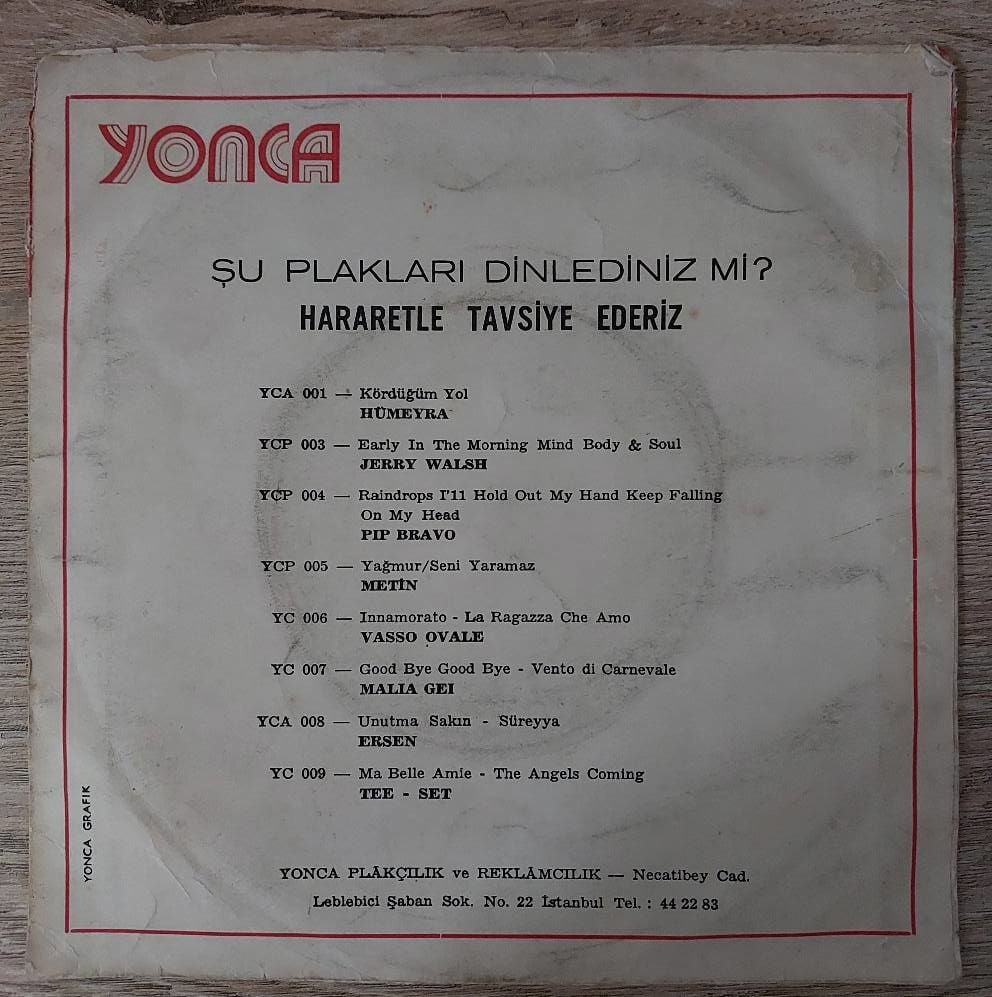 YONCA
ŞU PLAKLARI DİNLEDİNİZ Mİ?
HARARETLE TAVSİYE EDERİZ
YCA 001 — Kördüğüm Yol
HÜMEYRA
YCP 003 — Early In The Morning Mind Body & Soul
JERRY WALSH
YCP 004 — Raindrops I'11 Hold Out My Hand Keep Falling
On My Head
PIP BRAVO
YCP 005 — Yağmur/Seni Yaramaz
METİN
YC 006 — Innamorato - La Ragazza Che Amo
VASSO OVALE
YC 007 — Good Bye Good Bye - Vento di Carnevale
MALIA GEI
YCA 008 — Unutma Sakın - Süreyya
ERSEN
YC 009 — Ma Belle Amie - The Angels Coming
TEE - SET
YONCA GRAFİK
YONCA PLÂKÇILIK ve REKLÂMCILIK — Necatibey Cad.
Leblebici Şaban Sok. No. 22 İstanbul Tel. : 44 22 83